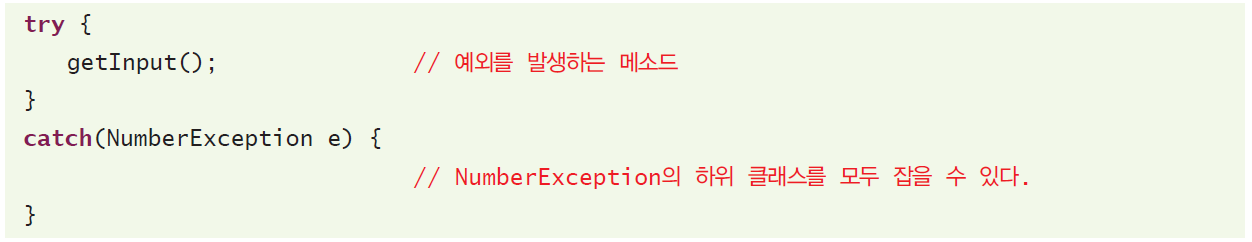 try {
getInput(); // 예외를 발생하는 메소드
}
catch(NumberException e) {
// NumberException의 하위 클래스를 모두 잡을 수 있다.
}